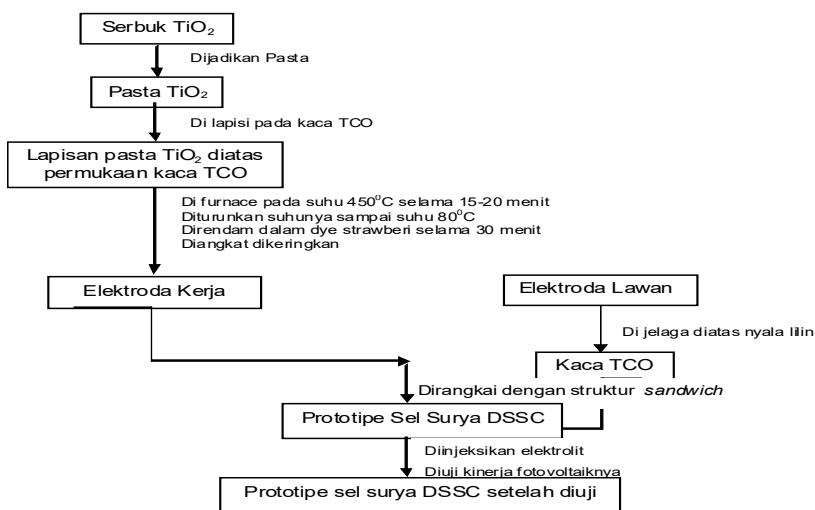 Serbuk TiO₂
Dijadikan Pasta
Pasta TiO₂
Di lapisi pada kaca TCO
Lapisan pasta TiO₂ diatas
permukaan kaca TCO
Di furnace pada suhu 450⁰C selama 15-20 menit
Diturunkan suhunya sampai suhu 80⁰C
Direndam dalam dye strawberi selama 30 menit
Diangkat dikeringkan
Elektroda Kerja
Elektroda Lawan
Di jelaga diatas nyala lilin
Kaca TCO
Dirangkai dengan struktur sandwich
Prototipe Sel Surya DSSC
Diinjeksikan elektrolit
Diuji kinerja fotovoltaiknya
Prototipe sel surya DSSC setelah diuji